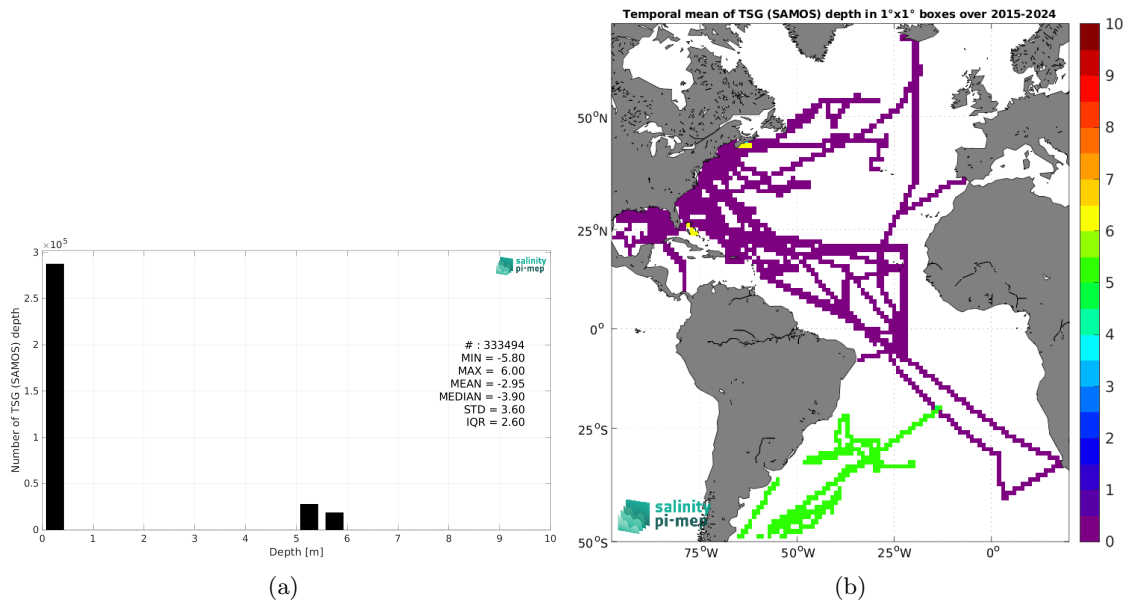 ×10⁵
3
2.5
2
1.5
1
0.5
0
Number of TSG (SAMOS) depth
salinity
pi-mep
# : 333494
MIN = -5.80
MAX = 6.00
MEAN = -2.95
MEDIAN = -3.90
STD = 3.60
IQR = 2.60
0 1 2 3 4 5 6 7 8 9 10
Depth [m]
(a)
Temporal mean of TSG (SAMOS) depth in 1°x1° boxes over 2015-2024
50°N
25°N
0°
25°S
50°S
75°W 50°W 25°W 0°
salinity
pi-mep
10
9
8
7
6
5
4
3
2
1
0
(b)